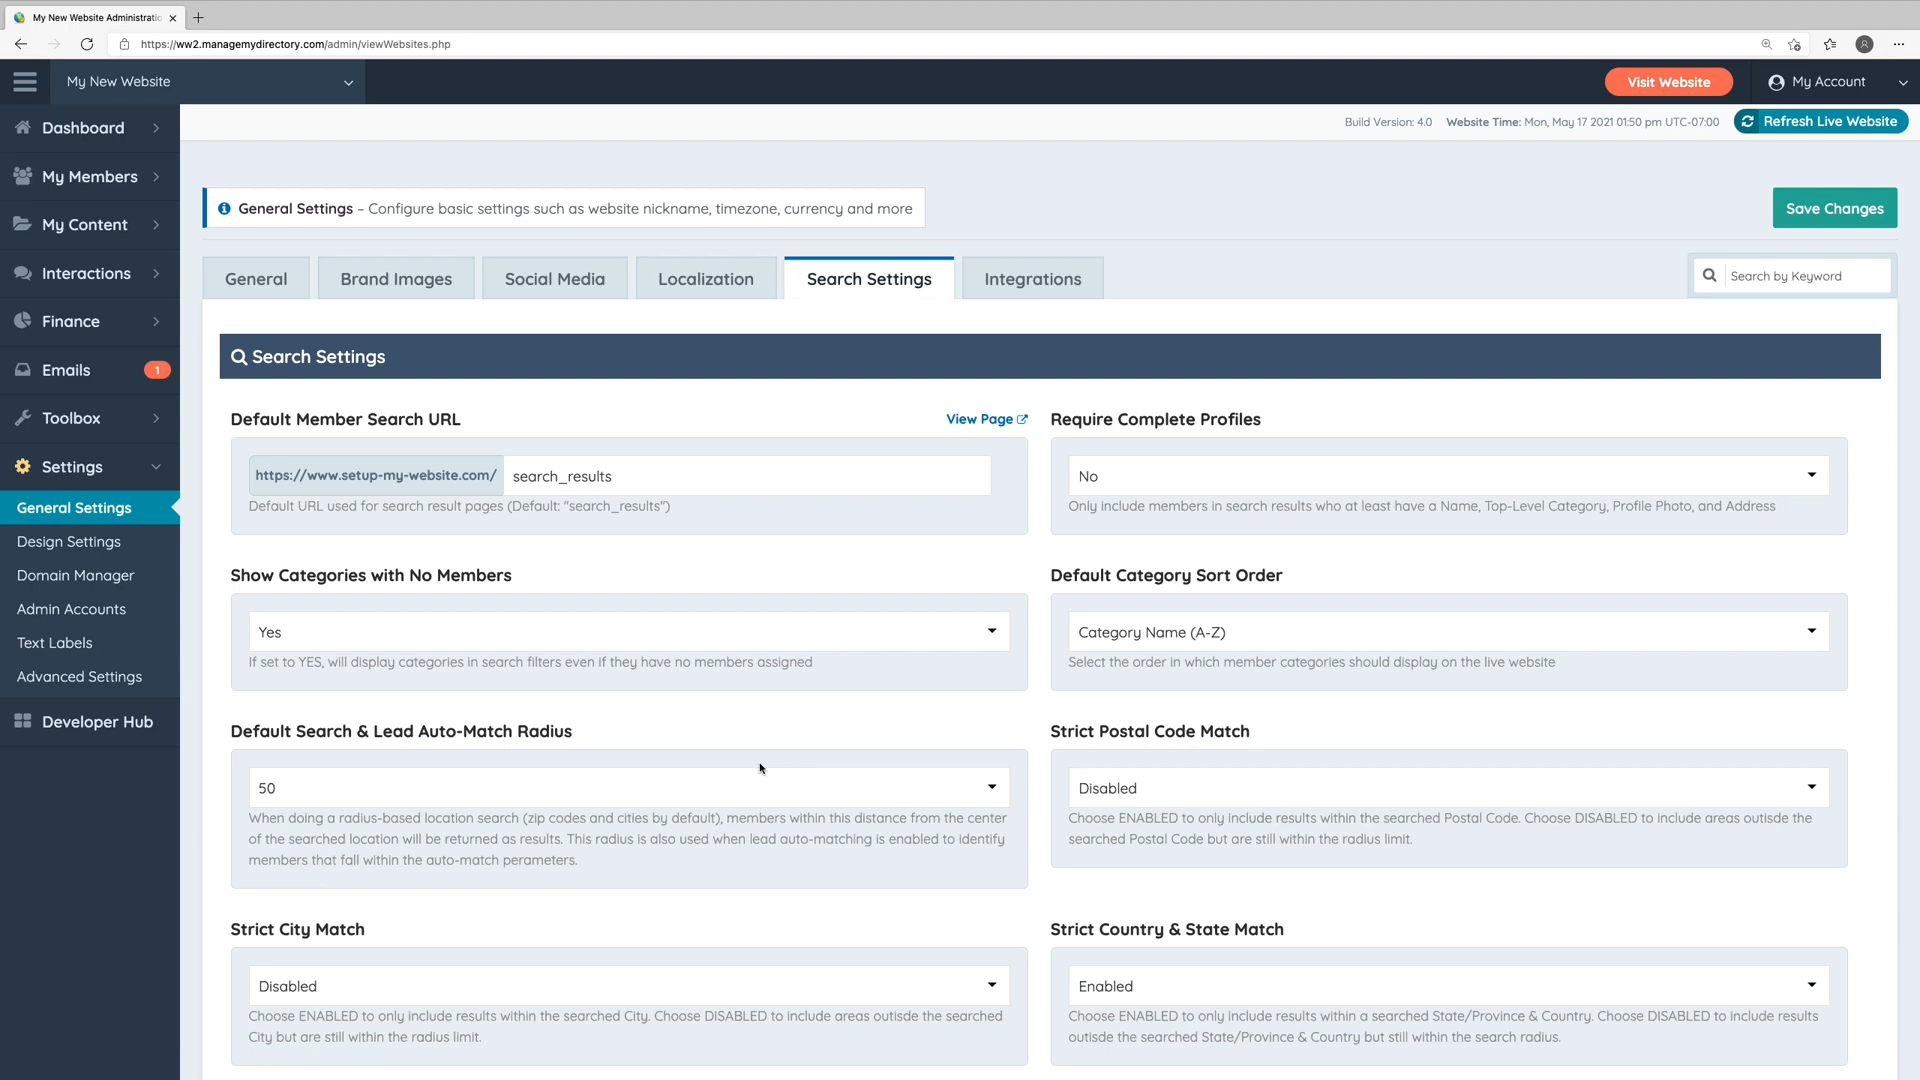 My New Website Administratio
https://ww2.managemydirectory.com/admin/viewWebsites.php
My New Website
Visit Website
My Account
Build Version: 4.0
Website Time: Mon, May 17 2021 01:50 pm UTC-07:00
Refresh Live Website
Dashboard
My Members
My Content
Interactions
Finance
Emails
1
Toolbox
Settings
General Settings
Design Settings
Domain Manager
Admin Accounts
Text Labels
Advanced Settings
Developer Hub
General Settings – Configure basic settings such as website nickname, timezone, currency and more
Save Changes
General
Brand Images
Social Media
Localization
Search Settings
Integrations
Search by Keyword
Search Settings
Default Member Search URL
View Page
https://www.setup-my-website.com/
search_results
Default URL used for search result pages (Default: "search_results")
Require Complete Profiles
No
Only include members in search results who at least have a Name, Top-Level Category, Profile Photo, and Address
Show Categories with No Members
Yes
If set to YES, will display categories in search filters even if they have no members assigned
Default Category Sort Order
Category Name (A-Z)
Select the order in which member categories should display on the live website
Default Search & Lead Auto-Match Radius
50
When doing a radius-based location search (zip codes and cities by default), members within this distance from the center
of the searched location will be returned as results. This radius is also used when lead auto-matching is enabled to identify
members that fall within the auto-match perameters.
Strict Postal Code Match
Disabled
Choose ENABLED to only include results within the searched Postal Code. Choose DISABLED to include areas outisde the
searched Postal Code but are still within the radius limit.
Strict City Match
Disabled
Choose ENABLED to only include results within the searched City. Choose DISABLED to include areas outisde the searched
City but are still within the radius limit.
Strict Country & State Match
Enabled
Choose ENABLED to only include results within a searched State/Province & Country. Choose DISABLED to include results
outisde the searched State/Province & Country but still within the search radius.